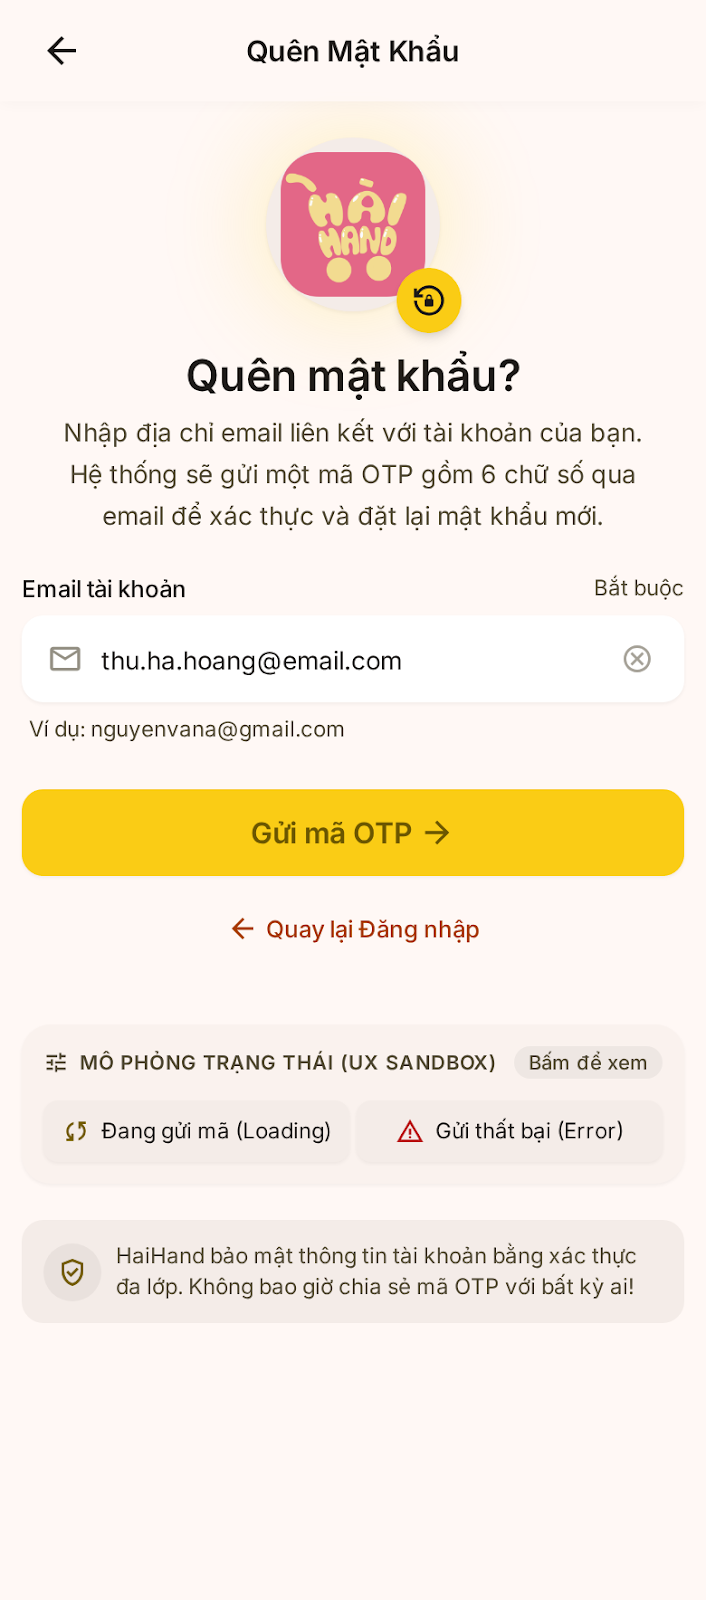 Quên Mật Khẩu
HÀI
HAND
Quên mật khẩu?
Nhập địa chỉ email liên kết với tài khoản của bạn.
Hệ thống sẽ gửi một mã OTP gồm 6 chữ số qua
email để xác thực và đặt lại mật khẩu mới.
Email tài khoản
Bắt buộc
thu.ha.hoang@email.com
Ví dụ: nguyenvana@gmail.com
Gửi mã OTP
Quay lại Đăng nhập
MÔ PHỎNG TRẠNG THÁI (UX SANDBOX)
Bấm để xem
Đang gửi mã (Loading)
Gửi thất bại (Error)
HaiHand bảo mật thông tin tài khoản bằng xác thực
đa lớp. Không bao giờ chia sẻ mã OTP với bất kỳ ai!